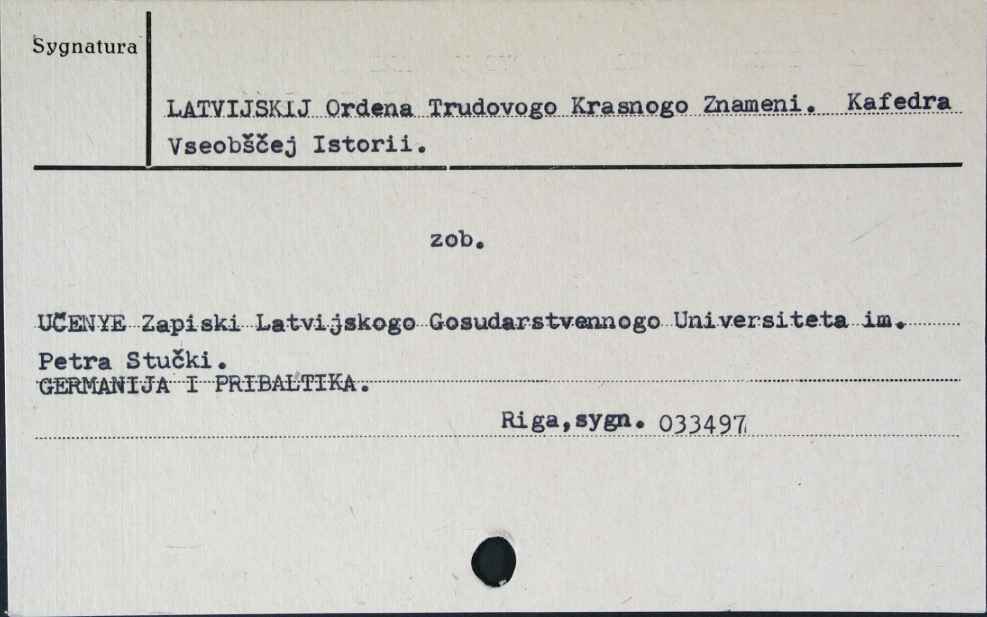 Sygnatura
LATVIJSKIJ Ordena Trudovogo Krasnogo Znameni. Kafedra
Vseobščej Istorii.
zob.
UČENYE Zapiski Latvijskogo Gosudarstvennogo Universiteta im.
Petra Stučki.
GERMANIJA I PRIBALTIKA.
Riga,sygn. 033497